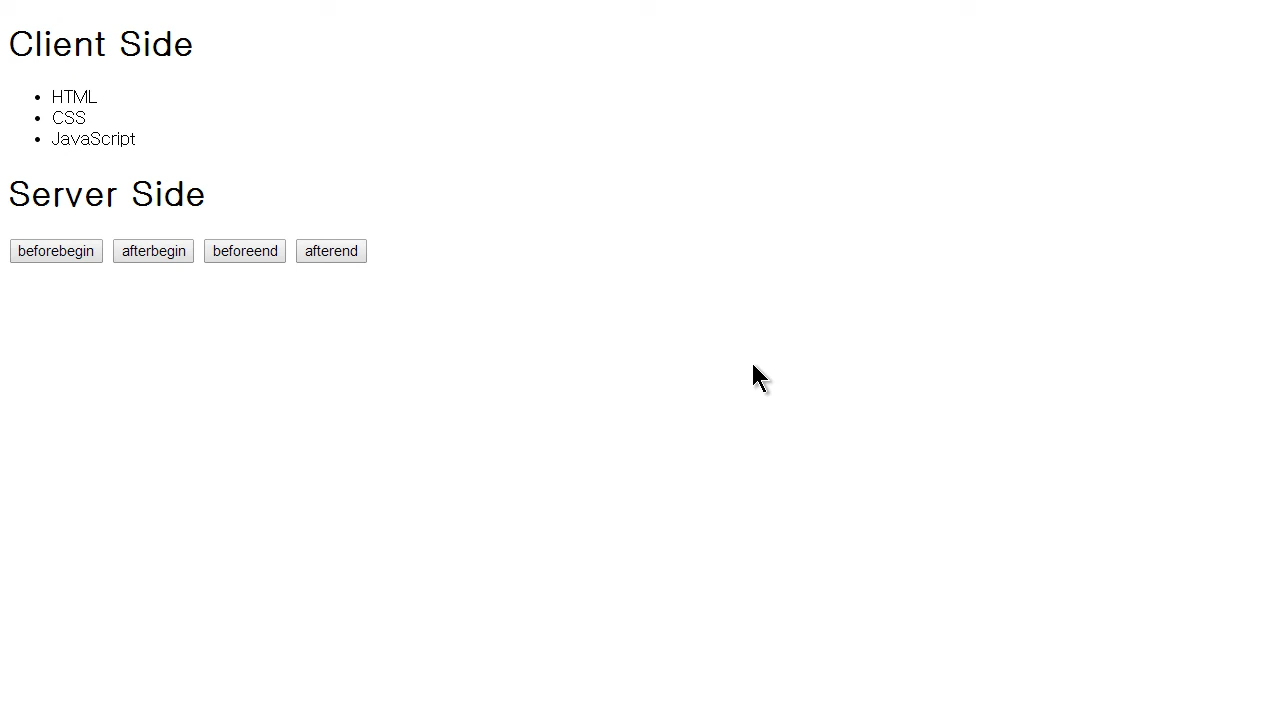 Client Side
HTML
CSS
JavaScript
Server Side
beforebegin afterbegin beforeend afterend